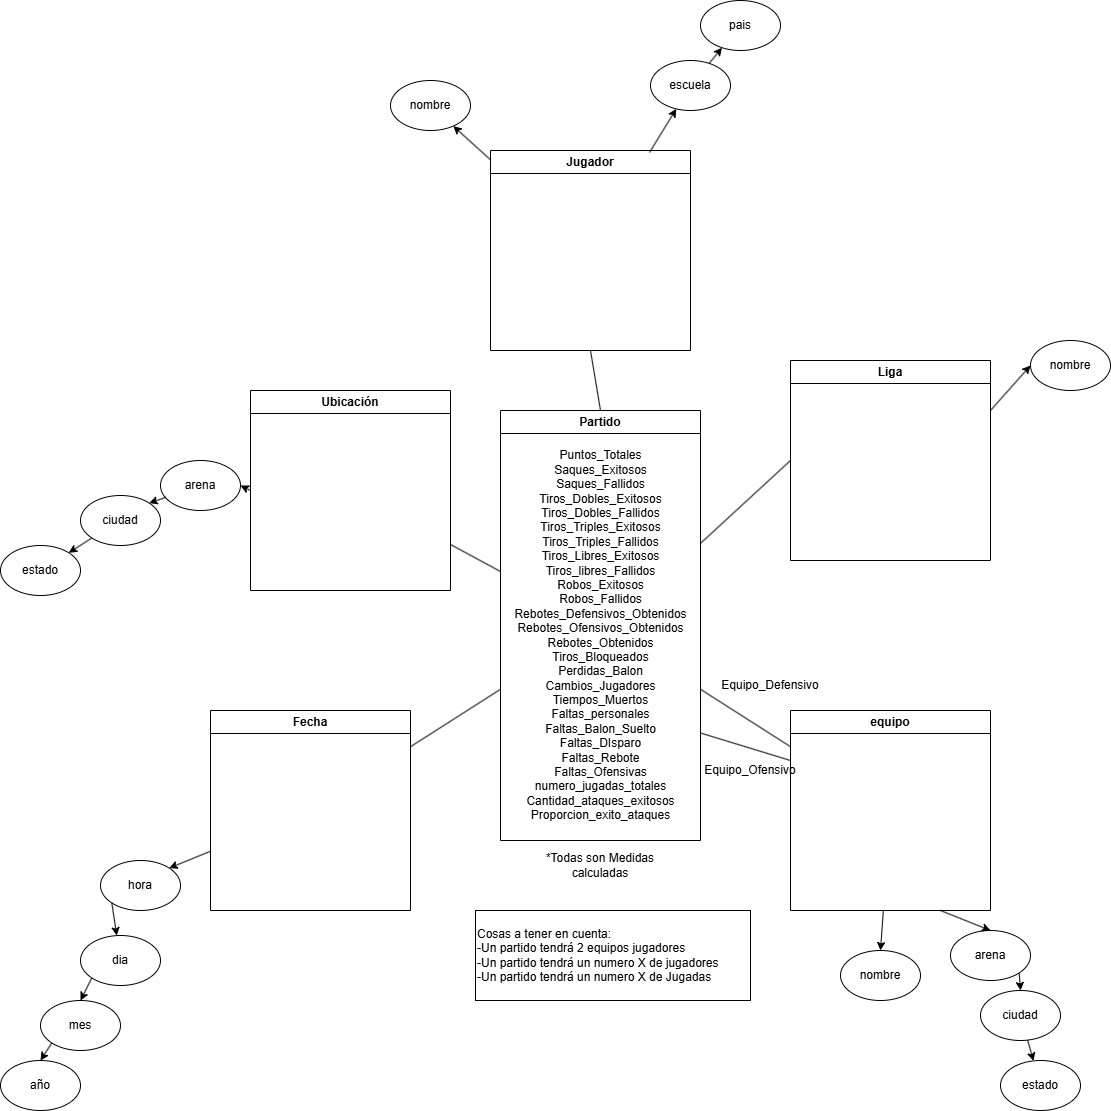 pais
escuela
nombre
Jugador
nombre
Liga
Ubicación
Partido
arena
ciudad
estado
Puntos_Totales
Saques_Exitosos
Saques_Fallidos
Tiros_Dobles_Exitosos
Tiros_Dobles_Fallidos
Tiros_Triples_Exitosos
Tiros_Triples_Fallidos
Tiros_Libres_Exitosos
Tiros_libres_Fallidos
Robos_Exitosos
Robos_Fallidos
Rebotes_Defensivos_Obtenidos
Rebotes_Ofensivos_Obtenidos
Rebotes_Obtenidos
Tiros_Bloqueados
Perdidas_Balon
Cambios_Jugadores
Tiempos_Muertos
Faltas_personales
Faltas_Balon_Suelto
Faltas_DIsparo
Faltas_Rebote
Faltas_Ofensivas
numero_jugadas_totales
Cantidad_ataques_exitosos
Proporcion_exito_ataques
Equipo_Defensivo
Equipo_Ofensivo
Fecha
equipo
*Todas son Medidas
calculadas
hora
dia
mes
año
Cosas a tener en cuenta:
-Un partido tendrá 2 equipos jugadores
-Un partido tendrá un numero X de jugadores
-Un partido tendrá un numero X de Jugadas
nombre
arena
ciudad
estado